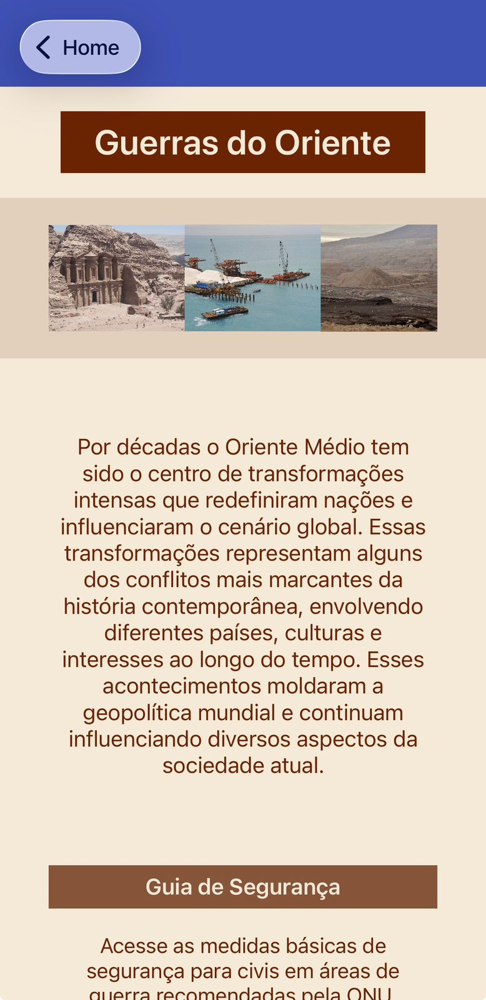 Home
Guerras do Oriente
Por décadas o Oriente Médio tem
sido o centro de transformações
intensas que redefiniram nações e
influenciaram o cenário global. Essas
transformações representam alguns
dos conflitos mais marcantes da
história contemporânea, envolvendo
diferentes países, culturas e
interesses ao longo do tempo. Esses
acontecimentos moldaram a
geopolítica mundial e continuam
influenciando diversos aspectos da
sociedade atual.
Guia de Segurança
Acesse as medidas básicas de
segurança para civis em áreas de
guerra recomendadas pela ONU